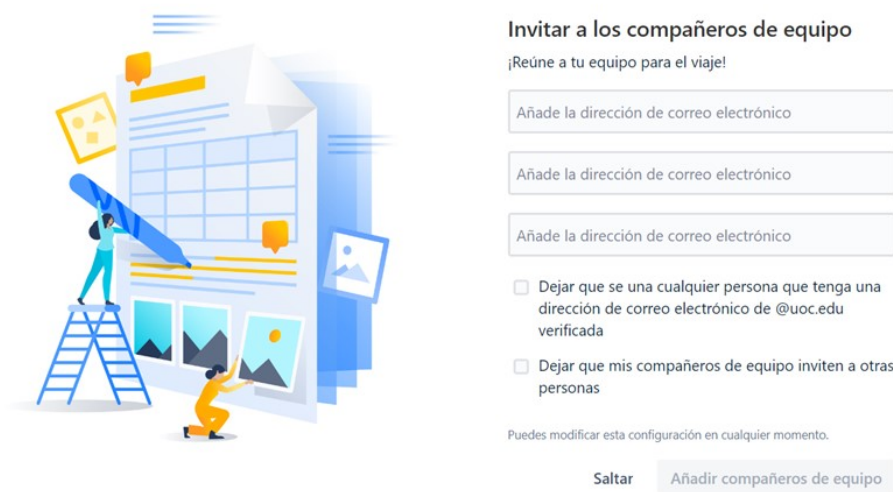 Invitar a los compañeros de equipo
¡Reúne a tu equipo para el viaje!
Añade la dirección de correo electrónico
Añade la dirección de correo electrónico
Añade la dirección de correo electrónico
Dejar que se una cualquier persona que tenga una
dirección de correo electrónico de @uoc.edu
verificada
Dejar que mis compañeros de equipo inviten a otras
personas
Puedes modificar esta configuración en cualquier momento.
Saltar Añadir compañeros de equipo